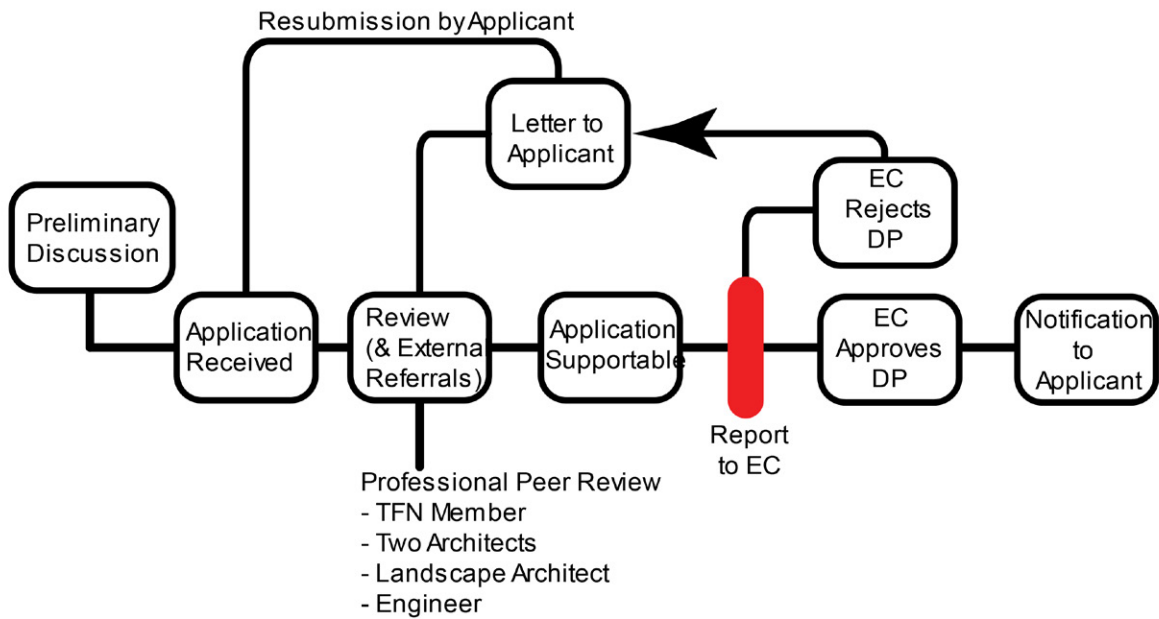 Resubmission by Applicant
Letter to
Applicant
EC
Rejects
DP
Preliminary
Discussion
Application
Received
Review
(& External
Referrals)
Application
Supportable
EC
Approves
DP
Notification
to
Applicant
Report
to EC
Professional Peer Review
- TFN Member
- Two Architects
- Landscape Architect
- Engineer